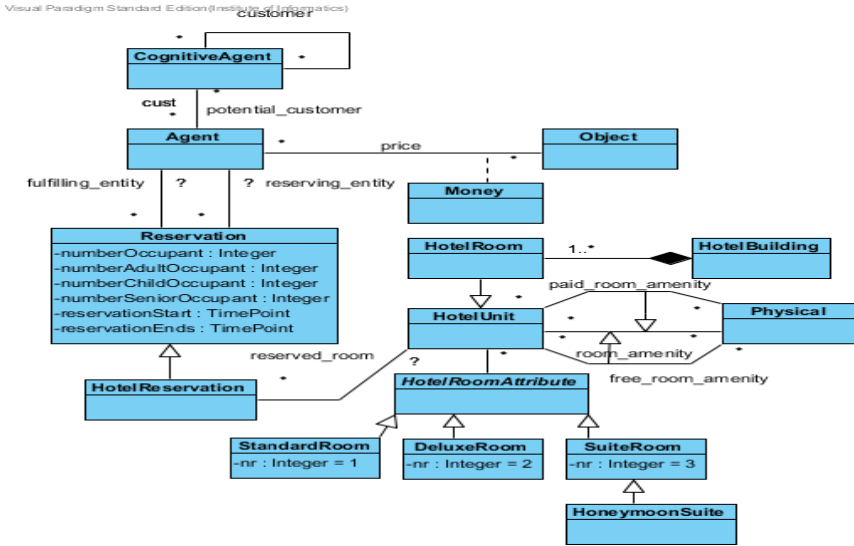 Visual Paradigm Standard Edition(Institute of Informatics)
customer
*
CognitiveAgent
*
*
cust
potential_customer
*
Agent
*
price
*
Object
fulfilling_entity
?
?
reserving_entity
Money
*
*
Reservation
-numberOccupant : Integer
-numberAdultOccupant : Integer
-numberChildOccupant : Integer
-numberSeniorOccupant : Integer
-reservationStart : TimePoint
-reservationEnds : TimePoint
HotelRoom
1..*
HotelBuilding
paid_room_amenity
*
*
HotelUnit
*
*
Physical
reserved_room
?
*
room_amenity
*
free_room_amenity
HotelReservation
*
HotelRoomAttribute
StandardRoom
-nr : Integer = 1
DeluxeRoom
-nr : Integer = 2
SuiteRoom
-nr : Integer = 3
HoneymoonSuite